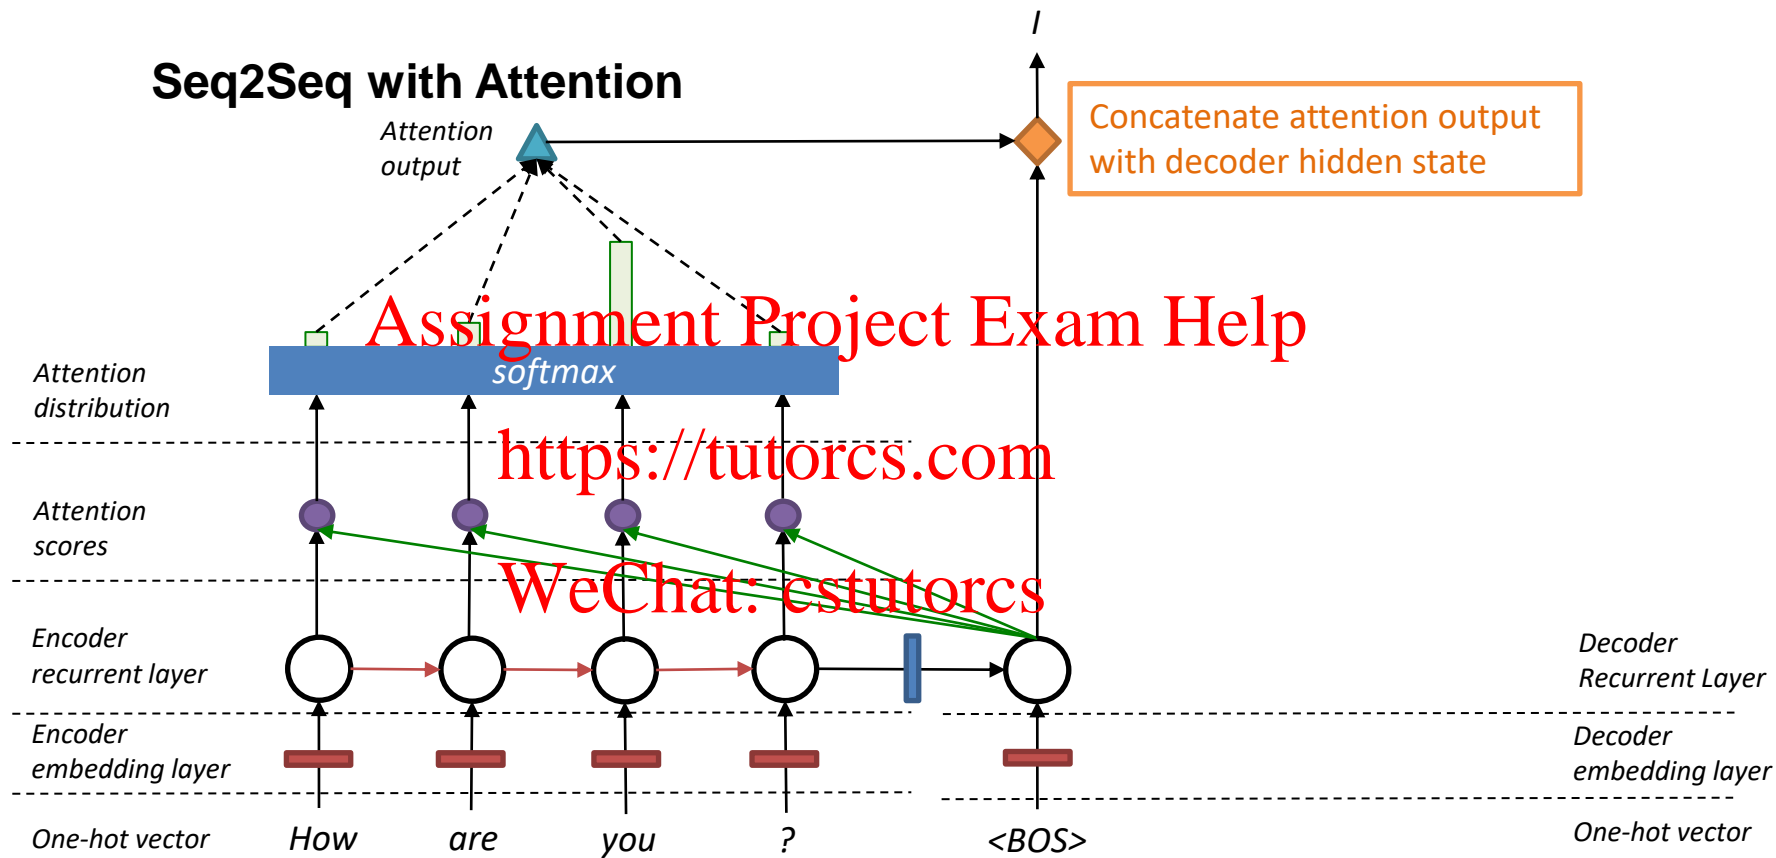 I
Seq2Seq with Attention
Attention
output
Concatenate attention output
with decoder hidden state
Assignment Project Exam Help
softmax
Attention
distribution
https://tutorcs.com
Attention
scores
WeChat: cstutorcs
Encoder
recurrent layer
Decoder
Recurrent Layer
Encoder
embedding layer
Decoder
embedding layer
One-hot vector
How are you ? <BOS>
One-hot vector